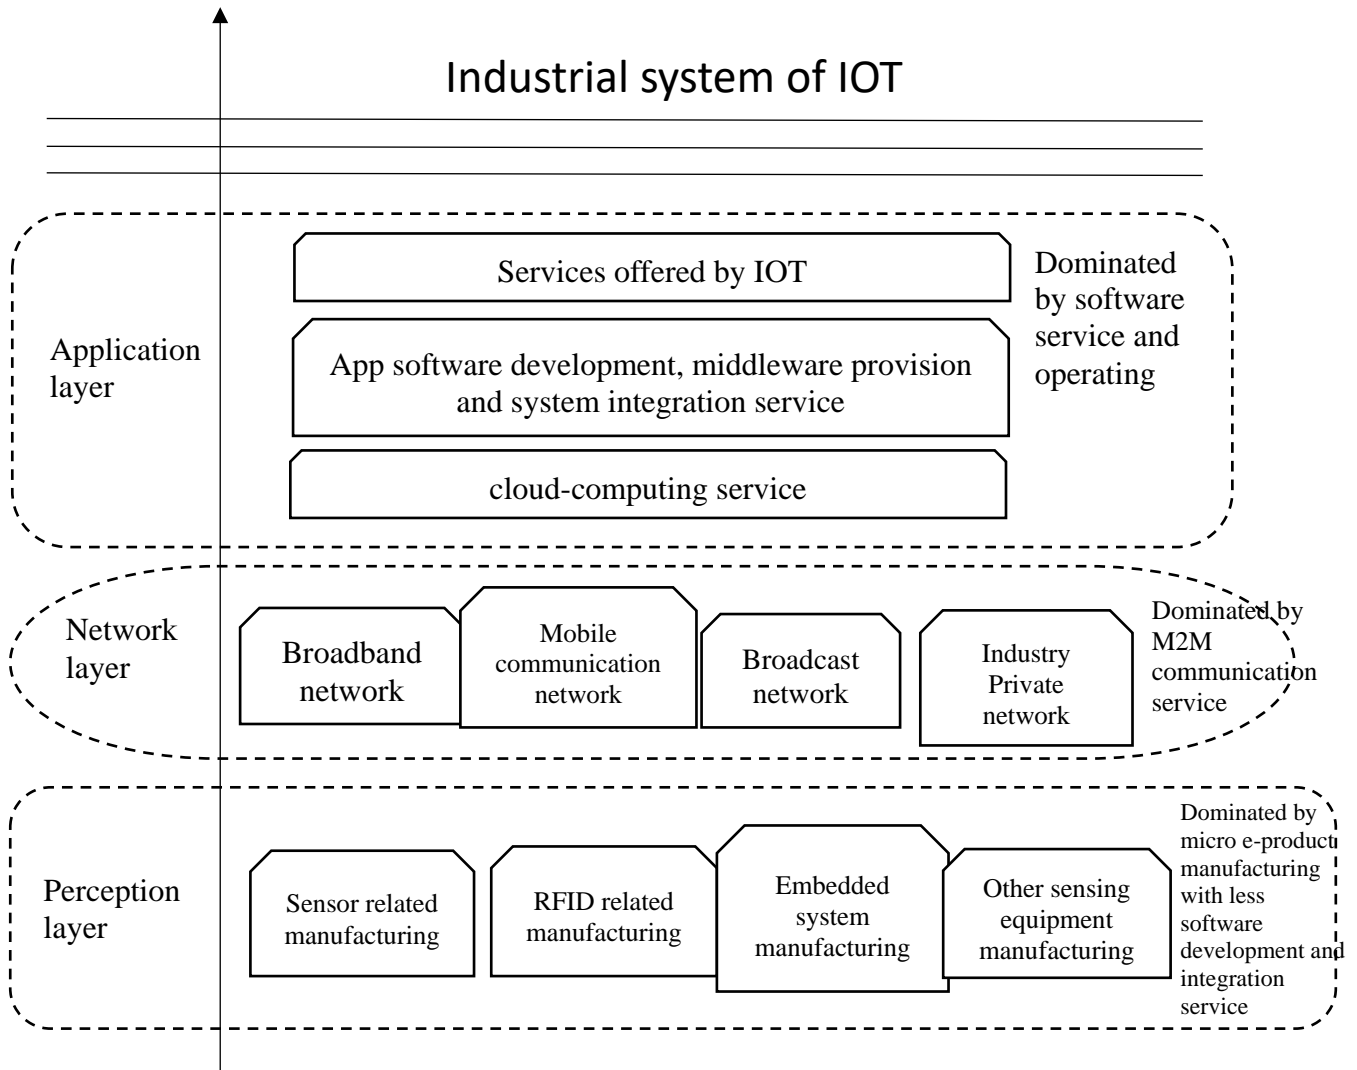 Industrial system of IOT
Application
layer
Services offered by IOT
App software development, middleware provision
and system integration service
cloud-computing service
Dominated
by software
service and
operating
Network
layer
Broadband
network
Mobile
communication
network
Broadcast
network
Industry
Private
network
Dominated by
M2M
communication
service
Perception
layer
Sensor related
manufacturing
RFID related
manufacturing
Embedded
system
manufacturing
Other sensing
equipment
manufacturing
Dominated by
micro e-product
manufacturing
with less
software
development and
integration
service